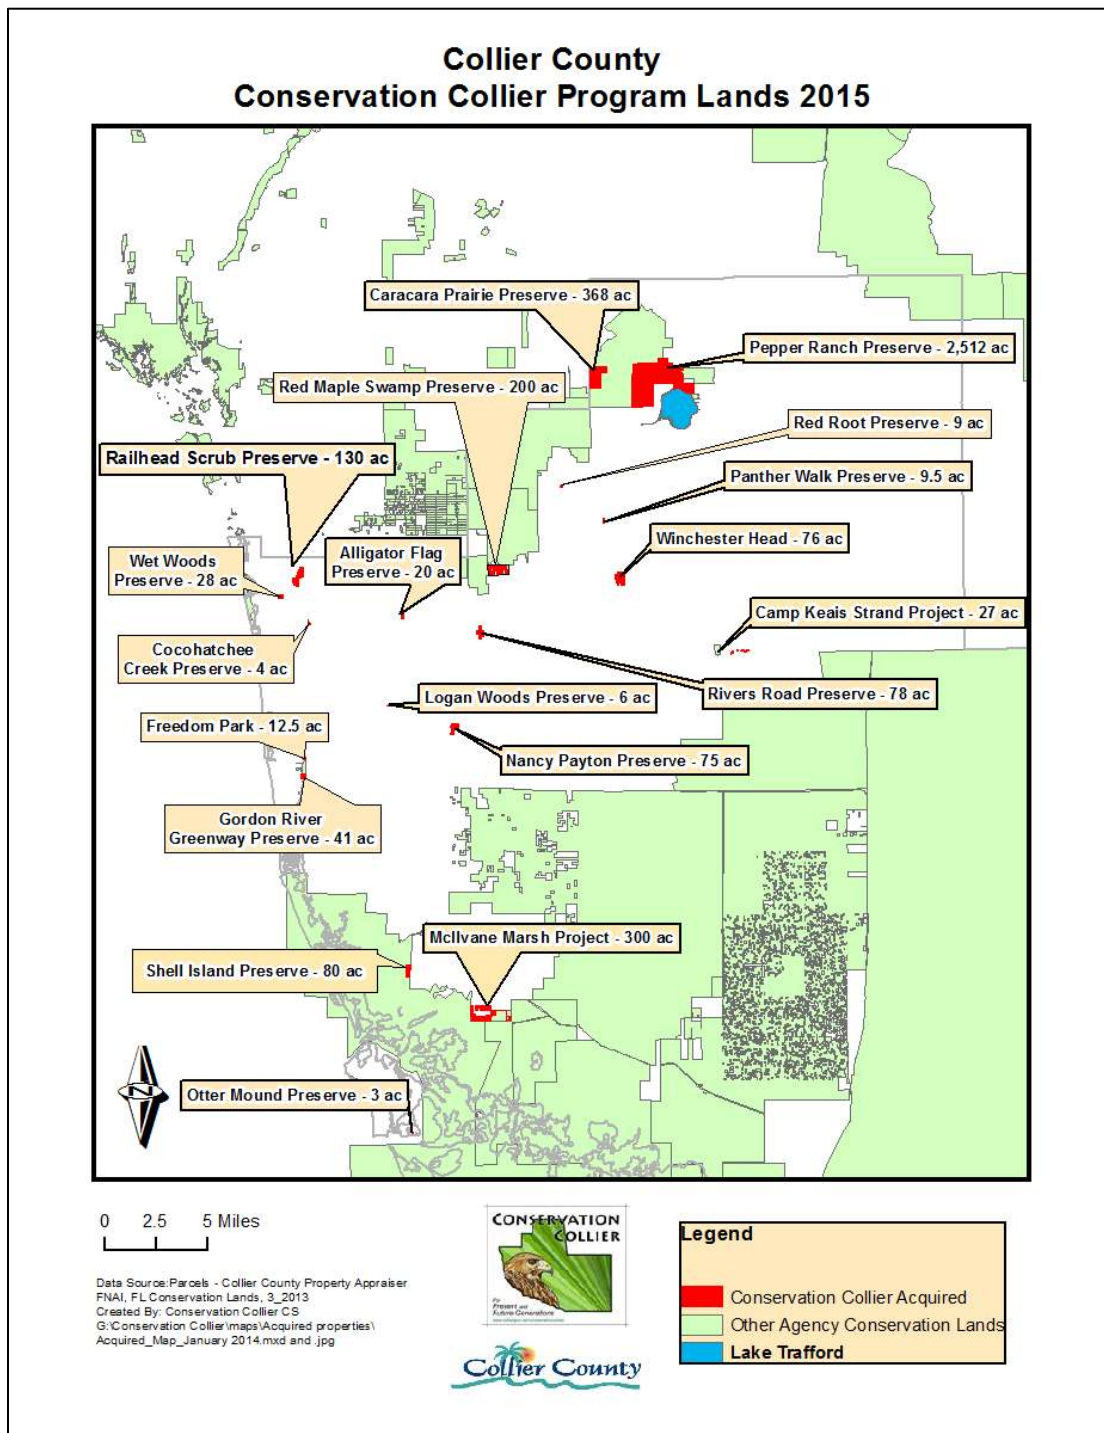 Collier County
Conservation Collier Program Lands 2015
Caracara Prairie Preserve - 368 ac
Pepper Ranch Preserve - 2,512 ac
Red Maple Swamp Preserve - 200 ac
Red Root Preserve - 9 ac
Railhead Scrub Preserve - 130 ac
Panther Walk Preserve - 9.5 ac
Winchester Head - 76 ac
Wet Woods
Preserve - 28 ac
Alligator Flag
Preserve - 20 ac
Camp Keais Strand Project - 27 ac
Cocohatchee
Creek Preserve - 4 ac
Rivers Road Preserve - 78 ac
Logan Woods Preserve - 6 ac
Freedom Park - 12.5 ac
Nancy Payton Preserve - 75 ac
Gordon River
Greenway Preserve - 41 ac
McIlvane Marsh Project - 300 ac
Shell Island Preserve - 80 ac
Otter Mound Preserve - 3 ac
N
0 2.5 5 Miles
Data Source:Parcels - Collier County Property Appraiser
FNAI, FL Conservation Lands, 3_2013
Created By: Conservation Collier CS
G:\Conservation Collier\maps\Acquired properties\
Acquired_Map_January 2014.mxd and .jpg
CONSERVATION
COLLIER
For
Present and
Future Generations
Collier County
Legend
Conservation Collier Acquired
Other Agency Conservation Lands
Lake Trafford